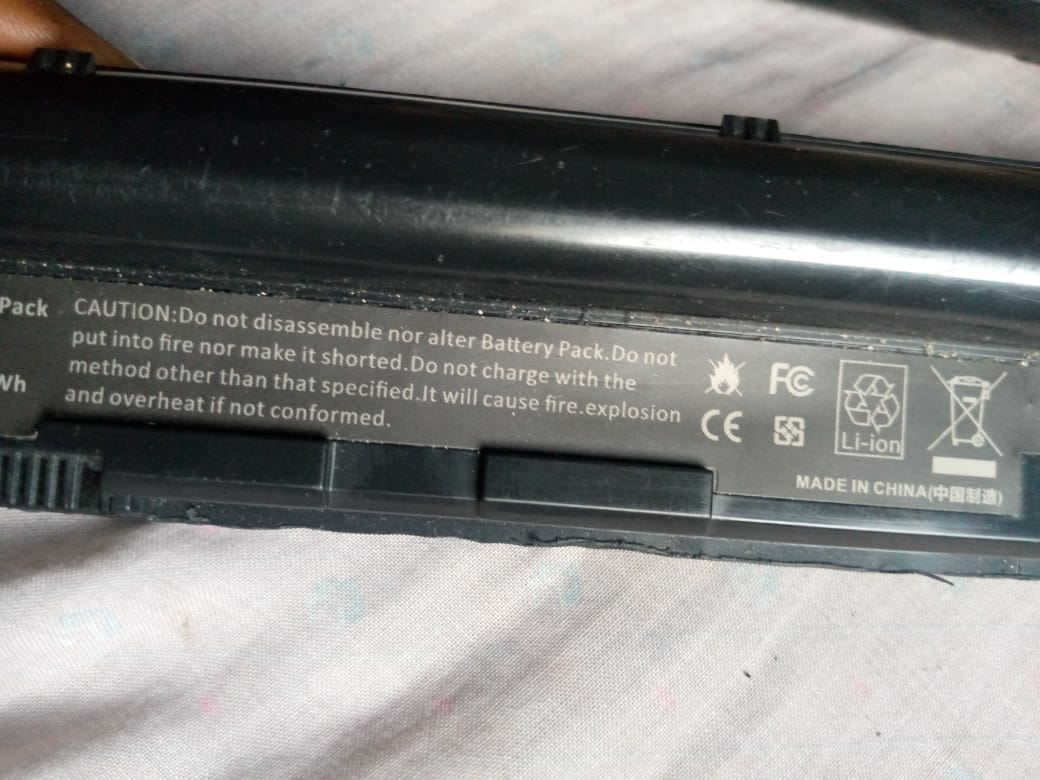 Pack
Wh
CAUTION:Do not disassemble nor alter Battery Pack.Do not
put into fire nor make it shorted.Do not charge with the
method other than that specified.It will cause fire.explosion
and overheat if not conformed.
FC
CE
Li-ion
MADE IN CHINA(中国制造)